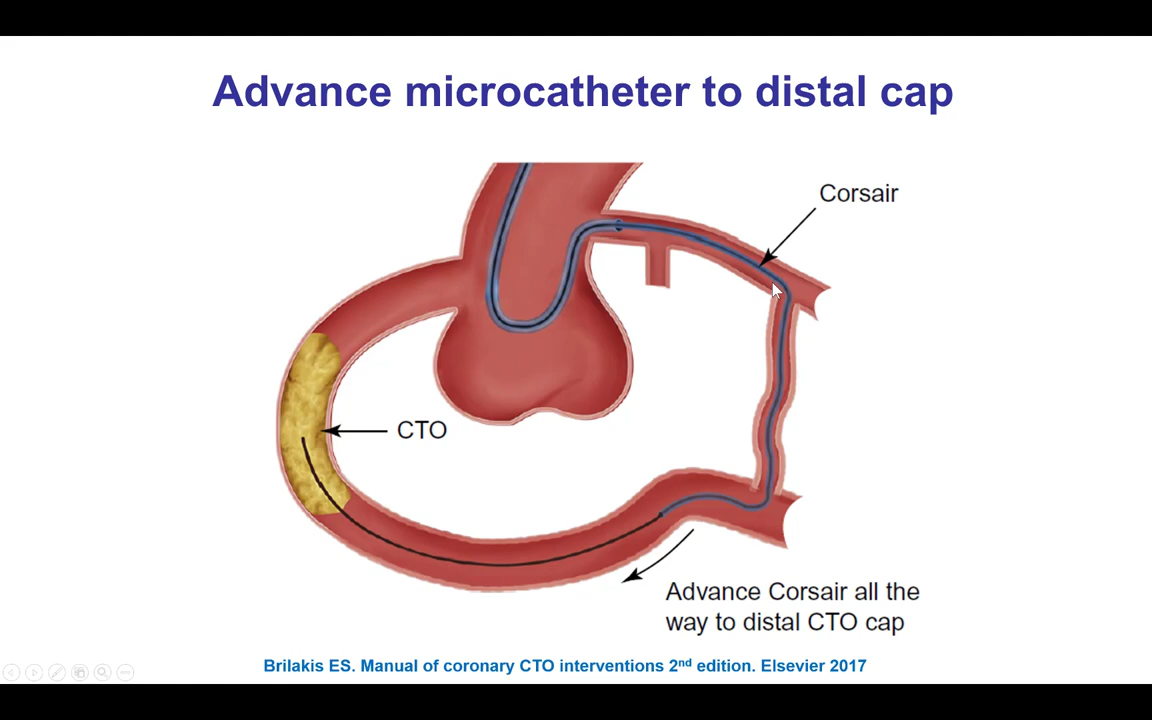 Advance microcatheter to distal cap
Corsair
CTO
Advance Corsair all the
way to distal CTO cap
Brilakis ES. Manual of coronary CTO interventions 2nd edition. Elsevier 2017